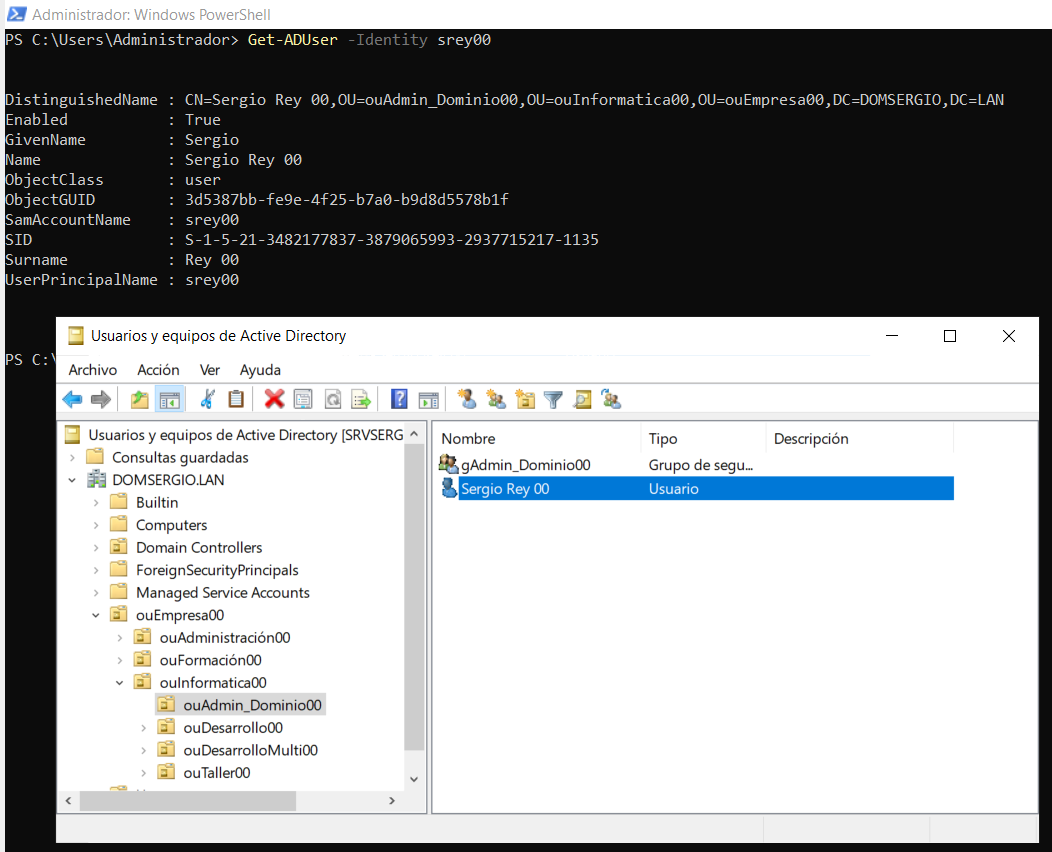 Administrador: Windows PowerShell
PS C:\Users\Administrador> Get-ADUser -Identity srey00
DistinguishedName : CN=Sergio Rey 00,OU=ouAdmin_Dominio00,OU=ouInformatica00,OU=ouEmpresa00,DC=DOMSERGIO,DC=LAN
Enabled : True
GivenName : Sergio
Name : Sergio Rey 00
ObjectClass : user
ObjectGUID : 3d5387bb-fe9e-4f25-b7a0-b9d8d5578b1f
SamAccountName : srey00
SID : S-1-5-21-3482177837-3879065993-2937715217-1135
Surname : Rey 00
UserPrincipalName : srey00
PS C:\
Usuarios y equipos de Active Directory
Archivo Acción Ver Ayuda
Usuarios y equipos de Active Directory [SRVSERG
Consultas guardadas
DOMSERGIO.LAN
Builtin
Computers
Domain Controllers
ForeignSecurityPrincipals
Managed Service Accounts
ouEmpresa00
ouAdministración00
ouFormación00
ouInformatica00
ouAdmin_Dominio00
ouDesarrollo00
ouDesarrolloMulti00
ouTaller00
Nombre Tipo Descripción
gAdmin_Dominio00 Grupo de segu...
Sergio Rey 00 Usuario